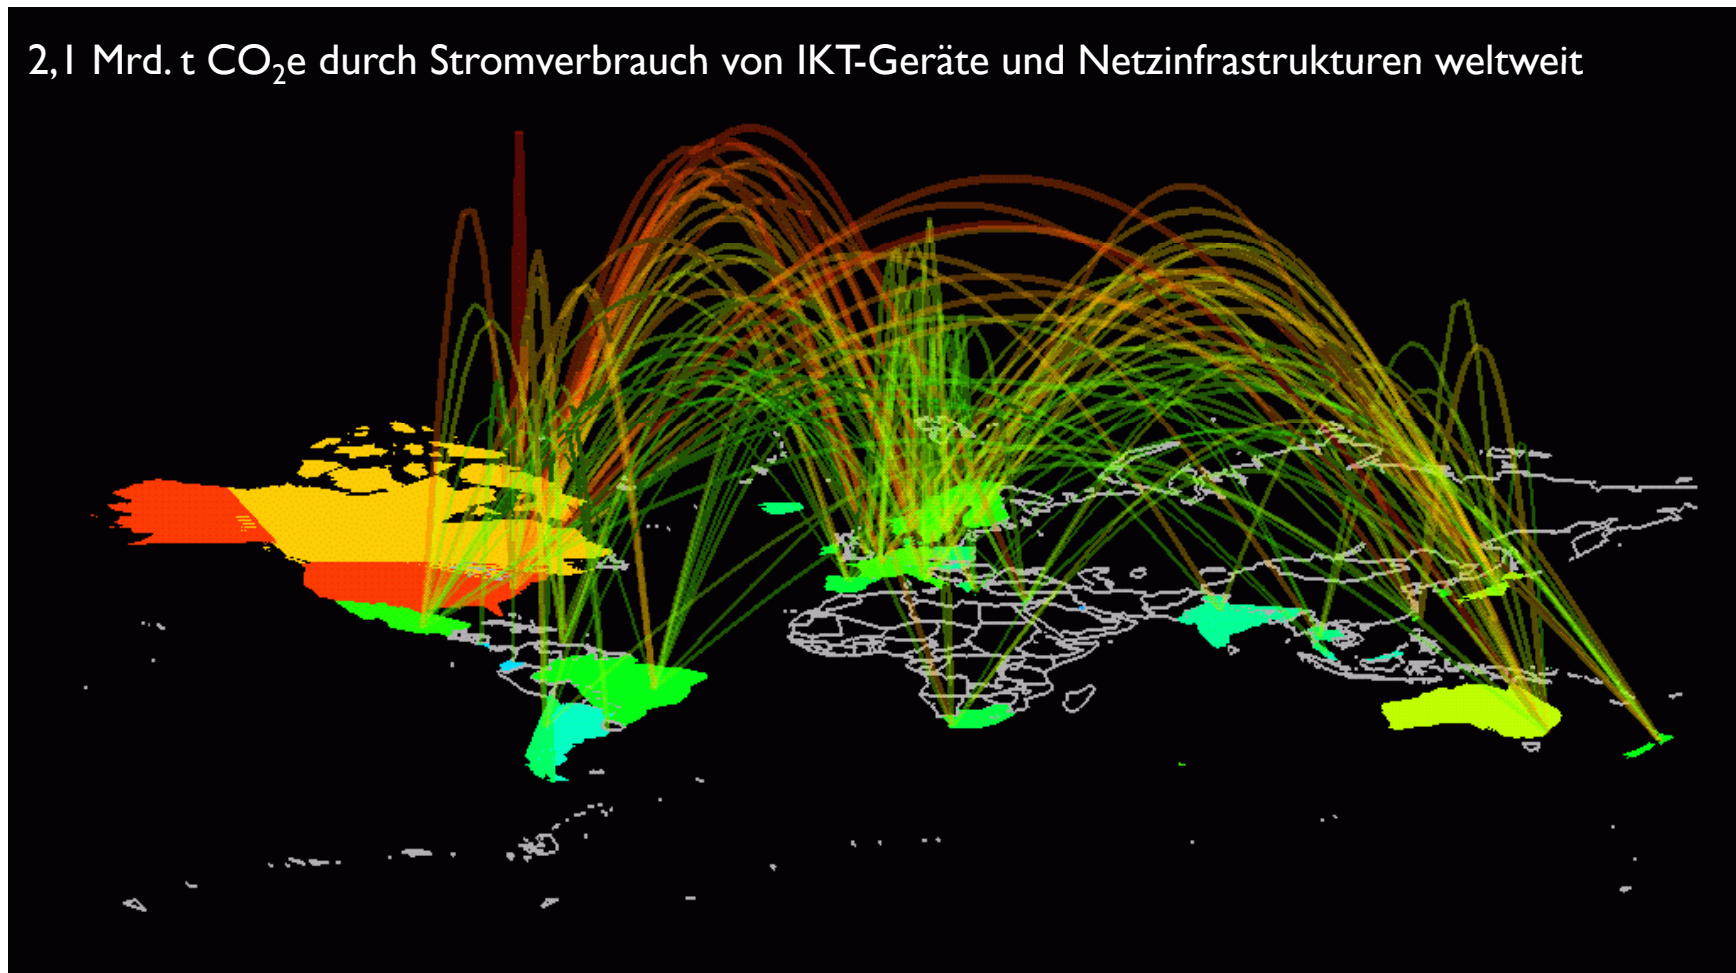 2,1 Mrd. t CO₂e durch Stromverbrauch von IKT-Geräte und Netzinfrastrukturen weltweit